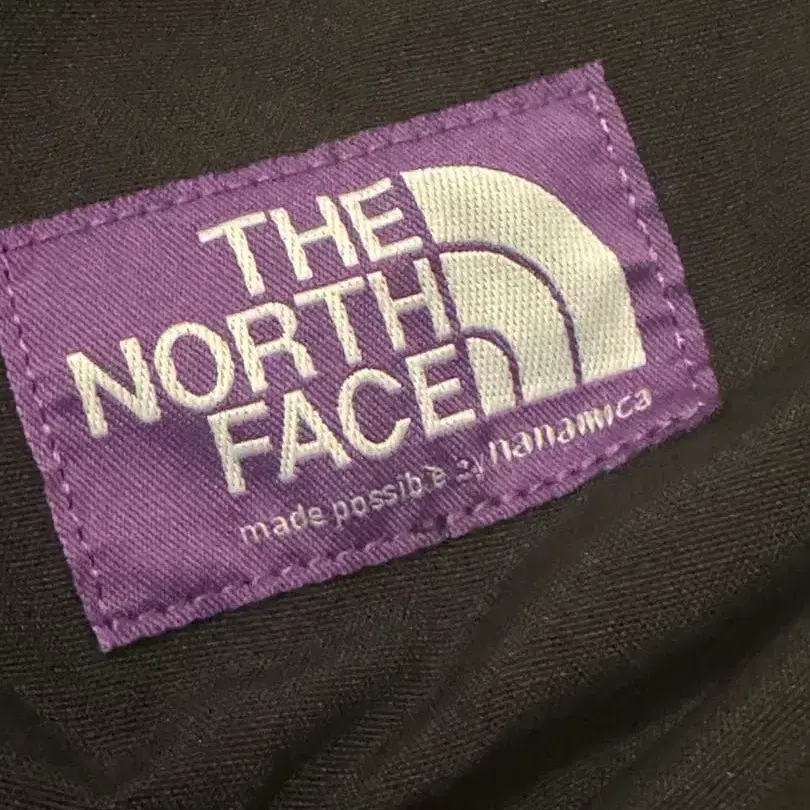 THE
NORTH
FACE
made possible by nanamica